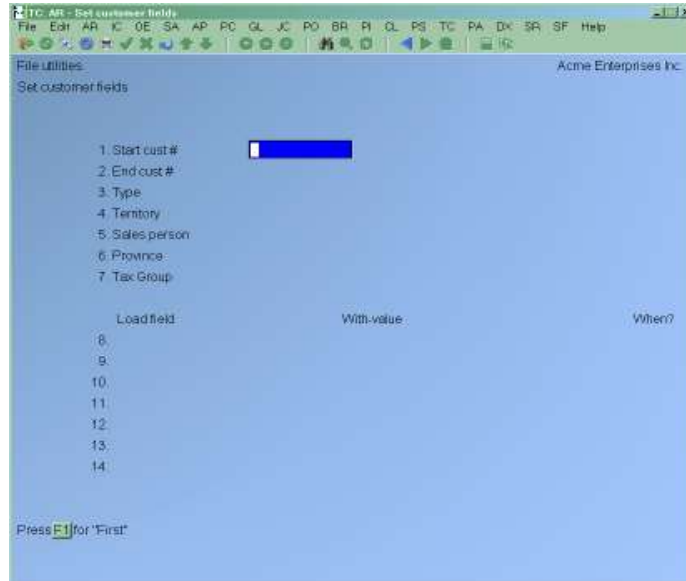 TC: AR - Set customer fields
File Edit AR IC OE SA AP PC GL JC PO BR PI CL PS TC PA DX SR SF Help
File utilities Acme Enterprises Inc.
Set customer fields
1. Start cust #
2. End cust #
3. Type
4. Territory
5. Sales person
6. Province
7. Tax Group
Load field With-value When?
8.
9.
10.
11.
12.
13.
14.
Press F1 for "First"